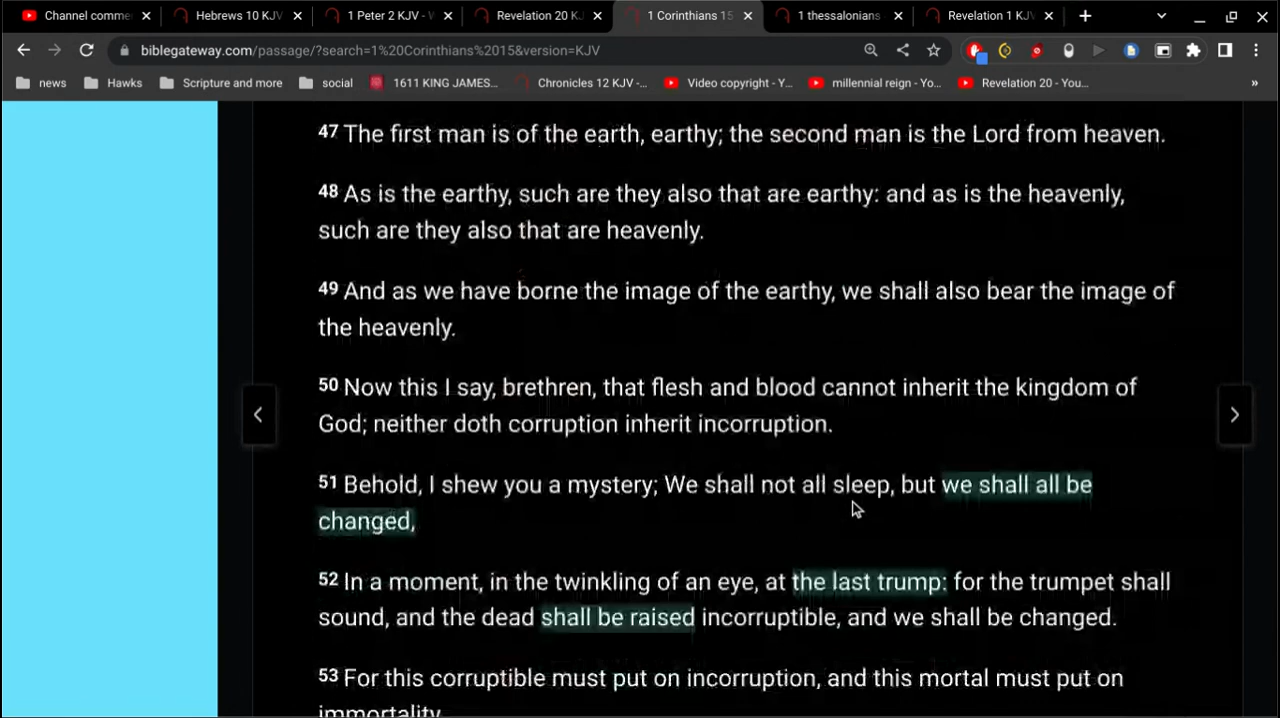 Channel comme
Hebrews 10 KJV
1 Peter 2 KJV - W
Revelation 20 KJ
1 Corinthians 15
1 thessalonians
Revelation 1 KJV
biblegateway.com/passage/?search=1%20Corinthians%2015&version=KJV
news
Hawks
Scripture and more
social
1611 KING JAMES...
Chronicles 12 KJV -...
Video copyright - Y...
millennial reign - Yo...
Revelation 20 - You...
»
47 The first man is of the earth, earthy; the second man is the Lord from heaven.
48 As is the earthy, such are they also that are earthy: and as is the heavenly,
such are they also that are heavenly.
49 And as we have borne the image of the earthy, we shall also bear the image of
the heavenly.
50 Now this I say, brethren, that flesh and blood cannot inherit the kingdom of
God; neither doth corruption inherit incorruption.
51 Behold, I shew you a mystery; We shall not all sleep, but we shall all be
changed,
52 In a moment, in the twinkling of an eye, at the last trump: for the trumpet shall
sound, and the dead shall be raised incorruptible, and we shall be changed.
53 For this corruptible must put on incorruption, and this mortal must put on
immortality.